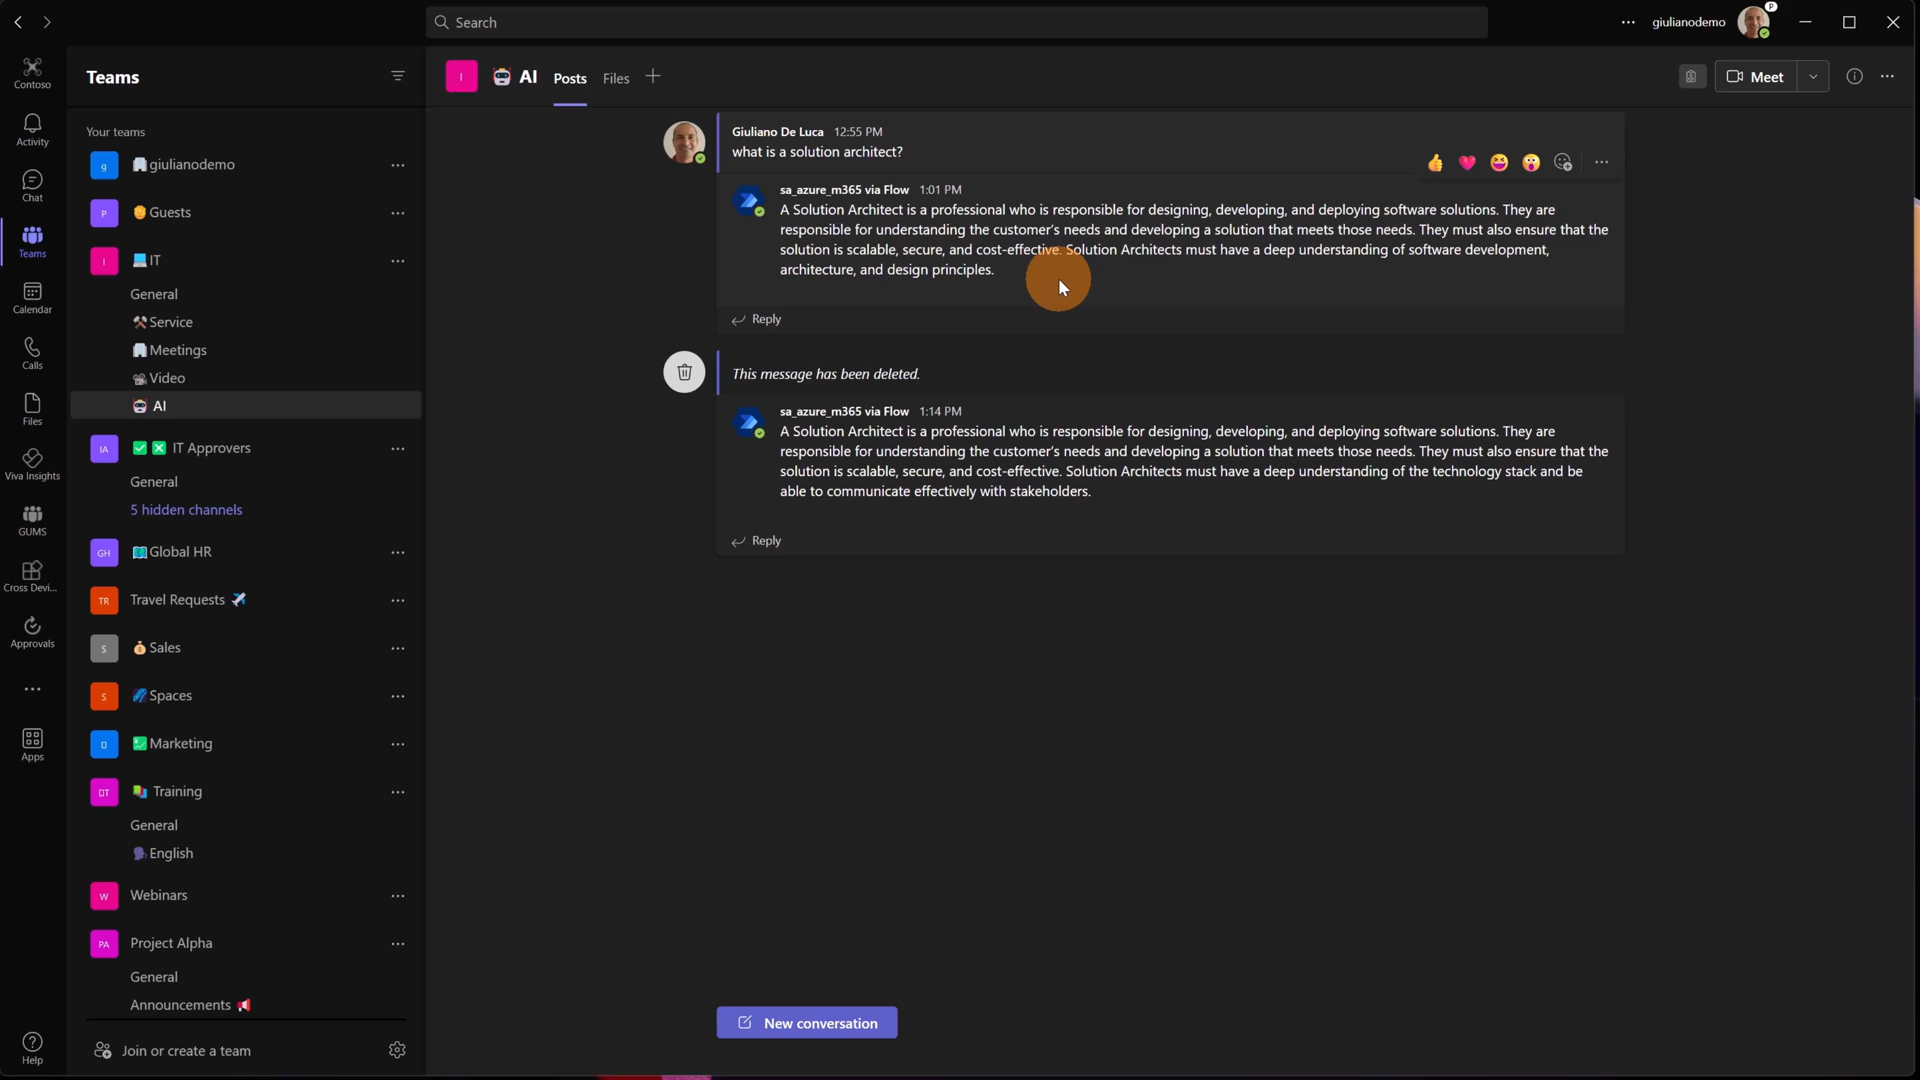 Search
giulianodemo
P
Contoso
Activity
Chat
Teams
Calendar
Calls
Files
Viva Insights
GUMS
Cross Devi...
Approvals
Apps
Help
Teams
Your teams
g giulianodemo
P Guests
I IT
General
Service
Meetings
Video
AI
IA IT Approvers
General
5 hidden channels
GH Global HR
TR Travel Requests
S Sales
S Spaces
Marketing
DT Training
General
English
W Webinars
PA Project Alpha
General
Announcements
Join or create a team
I AI Posts Files
Meet
Giuliano De Luca 12:55 PM
what is a solution architect?
sa_azure_m365 via Flow 1:01 PM
A Solution Architect is a professional who is responsible for designing, developing, and deploying software solutions. They are
responsible for understanding the customer's needs and developing a solution that meets those needs. They must also ensure that the
solution is scalable, secure, and cost-effective. Solution Architects must have a deep understanding of software development,
architecture, and design principles.
Reply
This message has been deleted.
sa_azure_m365 via Flow 1:14 PM
A Solution Architect is a professional who is responsible for designing, developing, and deploying software solutions. They are
responsible for understanding the customer's needs and developing a solution that meets those needs. They must also ensure that the
solution is scalable, secure, and cost-effective. Solution Architects must have a deep understanding of the technology stack and be
able to communicate effectively with stakeholders.
Reply
New conversation